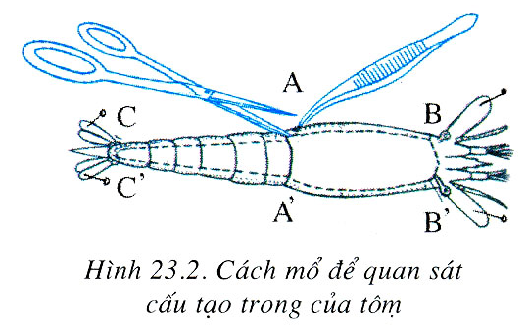 A
C
B
C'
A'
B'
Hình 23.2. Cách mổ để quan sát
cấu tạo trong của tôm